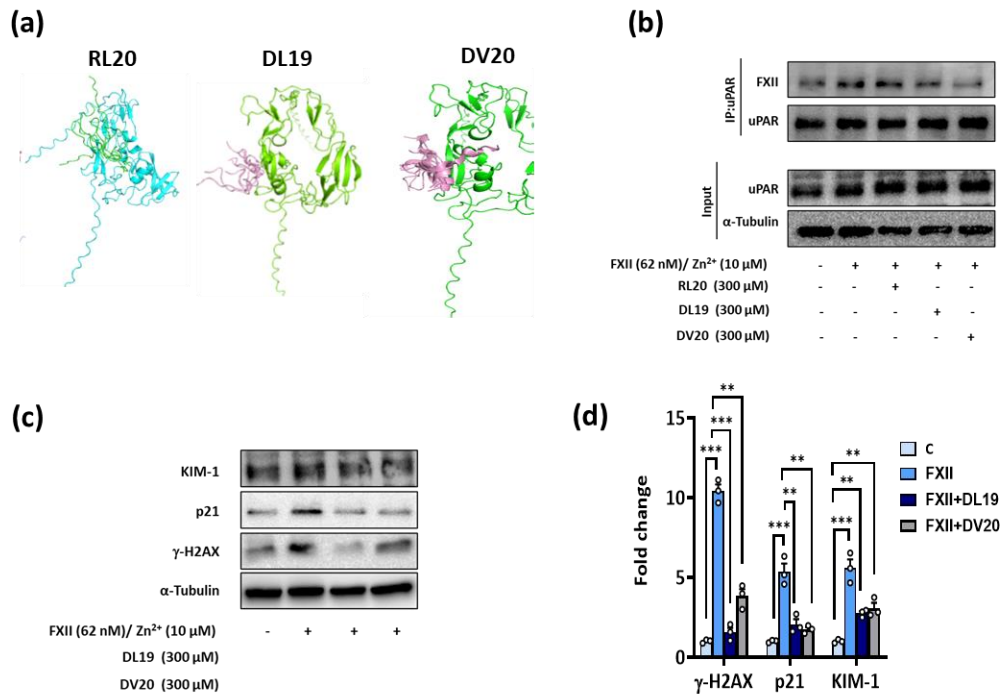 (a)
RL20
DL19
DV20
(b)
IP:uPAR
FXII
uPAR
Input
uPAR
α-Tubulin
FXII (62 nM)/ Zn²⁺ (10 μM) - + + + +
RL20 (300 μM) - - + - -
DL19 (300 μM) - - - + -
DV20 (300 μM) - - - - +
(c)
KIM-1
p21
γ-H2AX
α-Tubulin
FXII (62 nM)/ Zn²⁺ (10 μM) - + + +
DL19 (300 μM)
DV20 (300 μM)
(d)
Fold change
15
10
5
0
** *** ***
** ** ***
** ** ***
γ-H2AX p21 KIM-1
C
FXII
FXII+DL19
FXII+DV20